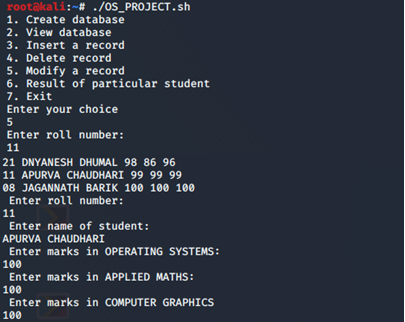 root@kali:~# ./OS_PROJECT.sh
1. Create database
2. View database
3. Insert a record
4. Delete record
5. Modify a record
6. Result of particular student
7. Exit
Enter your choice
5
Enter roll number:
11
21 DNYANESH DHUMAL 98 86 96
11 APURVA CHAUDHARI 99 99 99
08 JAGANNATH BARIK 100 100 100
Enter roll number:
11
Enter name of student:
APURVA CHAUDHARI
Enter marks in OPERATING SYSTEMS:
100
Enter marks in APPLIED MATHS:
100
Enter marks in COMPUTER GRAPHICS
100